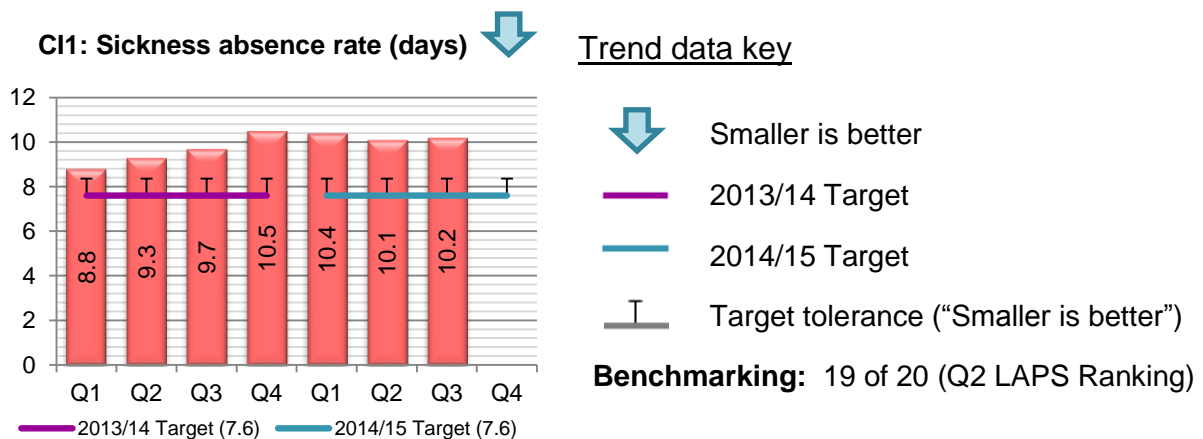 CI1: Sickness absence rate (days)
12
10
8
6
4
2
0
8.8
9.3
9.7
10.5
10.4
10.1
10.2
Q1 Q2 Q3 Q4 Q1 Q2 Q3 Q4
2013/14 Target (7.6) 2014/15 Target (7.6)
Trend data key
Smaller is better
2013/14 Target
2014/15 Target
Target tolerance (“Smaller is better”)
Benchmarking: 19 of 20 (Q2 LAPS Ranking)